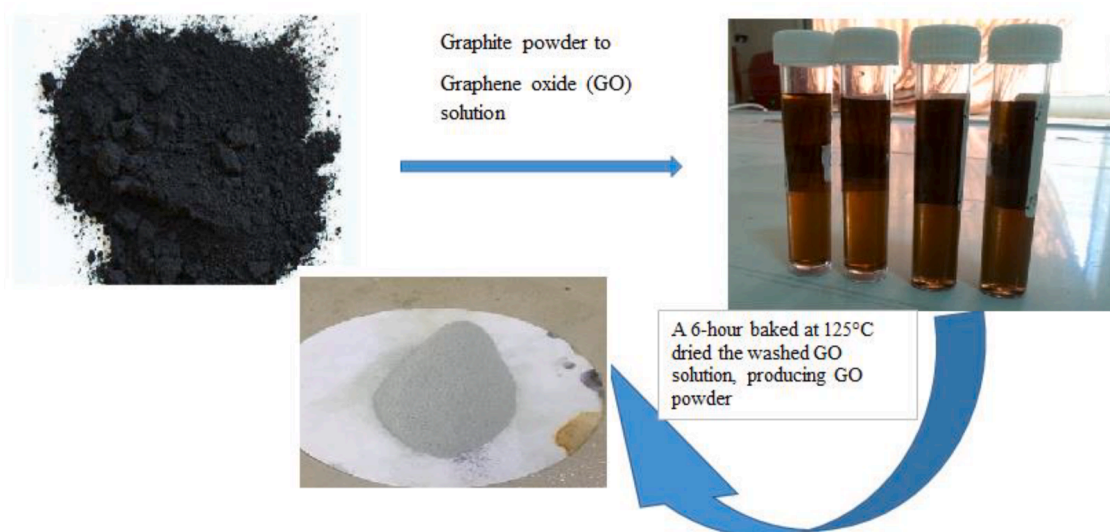 Graphite powder to
Graphene oxide (GO)
solution
A 6-hour baked at 125°C
dried the washed GO
solution, producing GO
powder